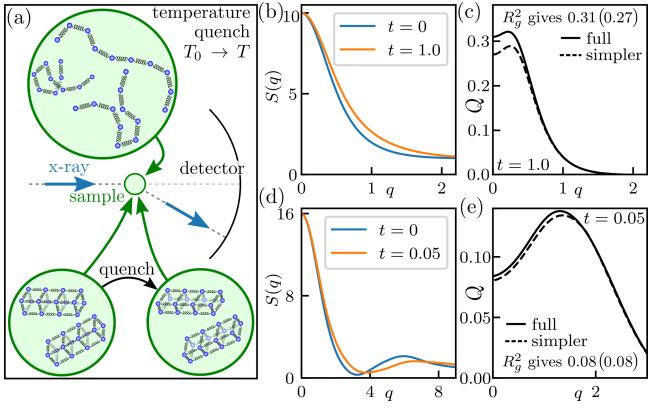 (a)
temperature
quench
T₀ → T
x-ray
detector
sample
quench
(b)
S(q)
10
5
0
t = 0
t = 1.0
0
1
2
q
(c)
R_g^2 gives 0.31(0.27)
full
simpler
Q
0.3
0.2
0.1
0.0
t = 1.0
0
1
2
q
(d)
S(q)
16
8
0
t = 0
t = 0.05
0
4
8
q
(e)
t = 0.05
Q
0.10
0.05
full
simpler
R_g^2 gives 0.08(0.08)
0
2
q